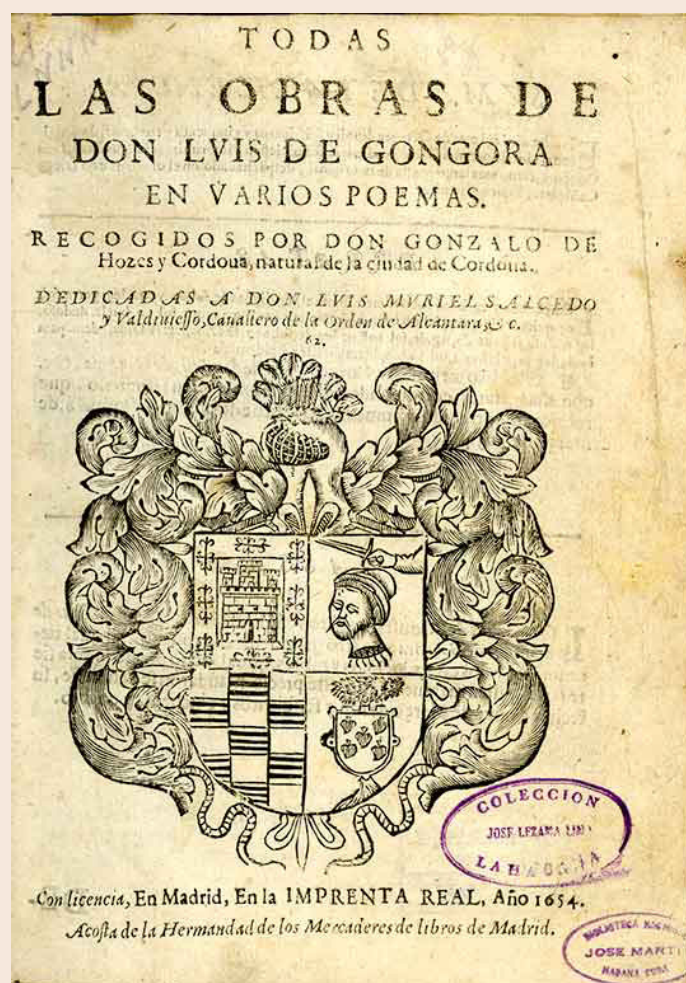 TODAS
LAS OBRAS DE
DON LVIS DE GONGORA
EN VARIOS POEMAS.
RECOGIDOS POR DON GONZALO DE
Hozes y Cordoua, natural de la ciudad de Cordoua.
DEDICADAS A DON LVIS MVRIEL SALCEDO
y Valdiuiesso, Cauallero de la Orden de Alcantara, &c.
COLECCION
JOSE LEZAMA LIMA
LA HABANA
Con licencia, En Madrid, En la IMPRENTA REAL, Año 1654.
Acosta de la Hermandad de los Mercaderes de libros de Madrid.
BIBLIOTECA
JOSE MARTI
HABANA CUBA